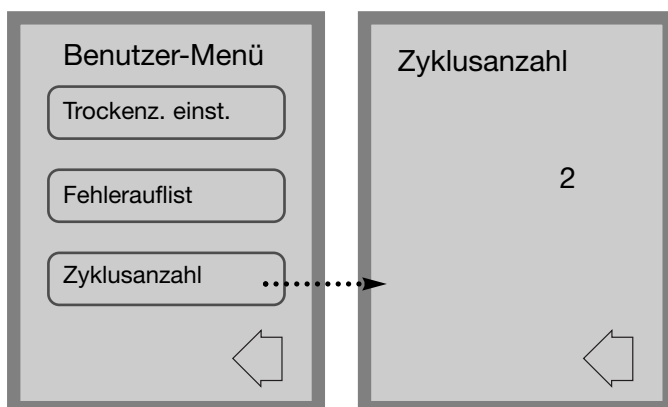 Benutzer-Menü
Trockenz. einst.
Fehlerauflist
Zyklusanzahl
Zyklusanzahl
2